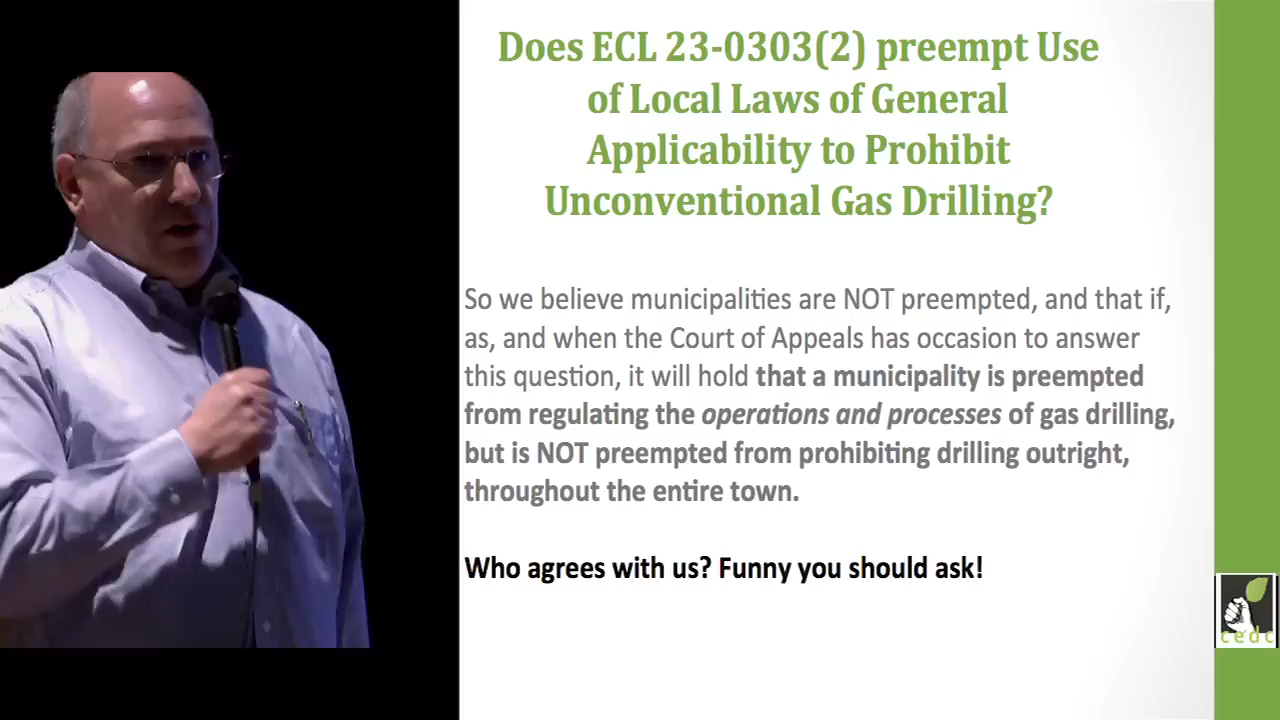 Does ECL 23-0303(2) preempt Use
of Local Laws of General
Applicability to Prohibit
Unconventional Gas Drilling?
So we believe municipalities are NOT preempted, and that if,
as, and when the Court of Appeals has occasion to answer
this question, it will hold that a municipality is preempted
from regulating the operations and processes of gas drilling,
but is NOT preempted from prohibiting drilling outright,
throughout the entire town.
Who agrees with us? Funny you should ask!
cedc